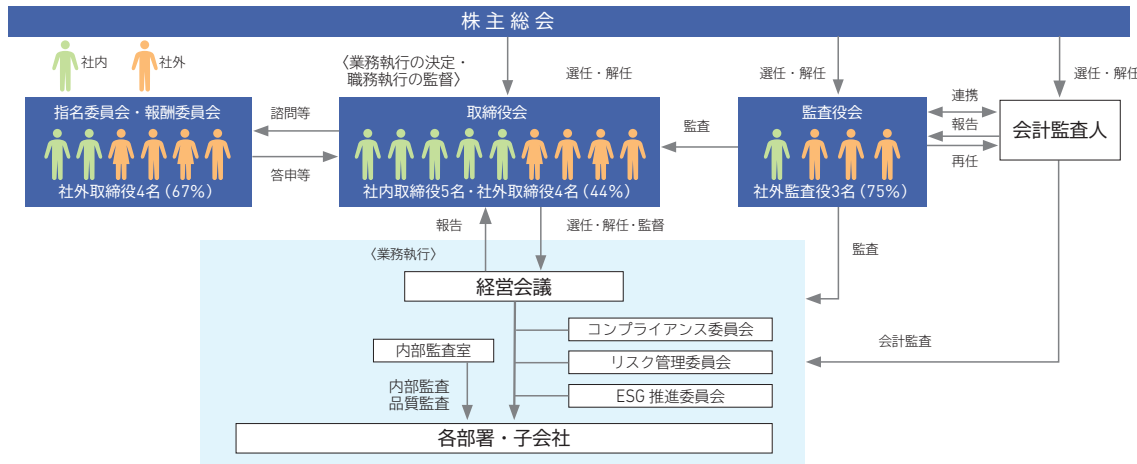 株主総会
社内
社外
〈業務執行の決定・
職務執行の監督〉
選任・解任
選任・解任
選任・解任
指名委員会・報酬委員会
社外取締役4名(67%)
諮問等
答申等
取締役会
社内取締役5名・社外取締役4名(44%)
監査
監査役会
社外監査役3名(75%)
連携
報告
再任
会計監査人
報告
選任・解任・監督
監査
〈業務執行〉
経営会議
コンプライアンス委員会
会計監査
内部監査室
リスク管理委員会
内部監査
品質監査
ESG 推進委員会
各部署・子会社